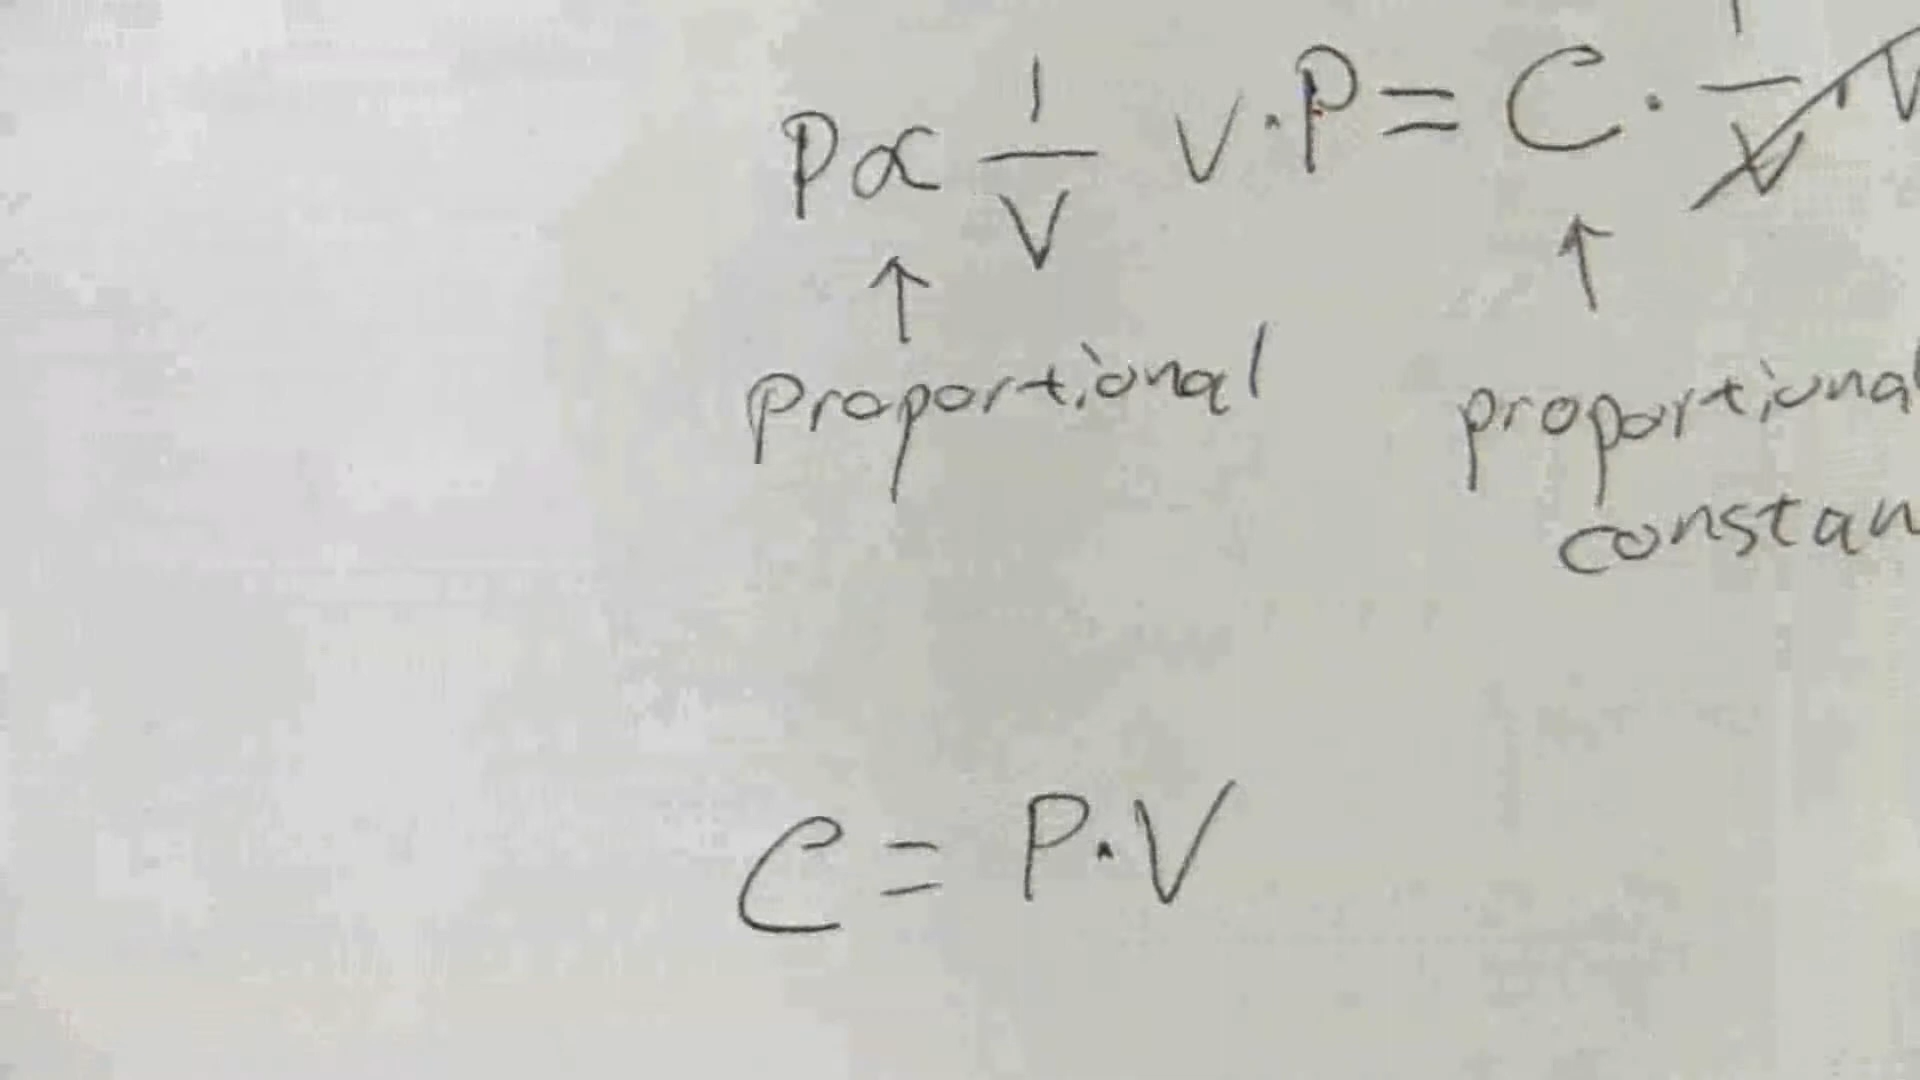 P ∝ 1/V V · P = C · 1/V · V
↑ ↑
proportional proportional
constan
C = P · V